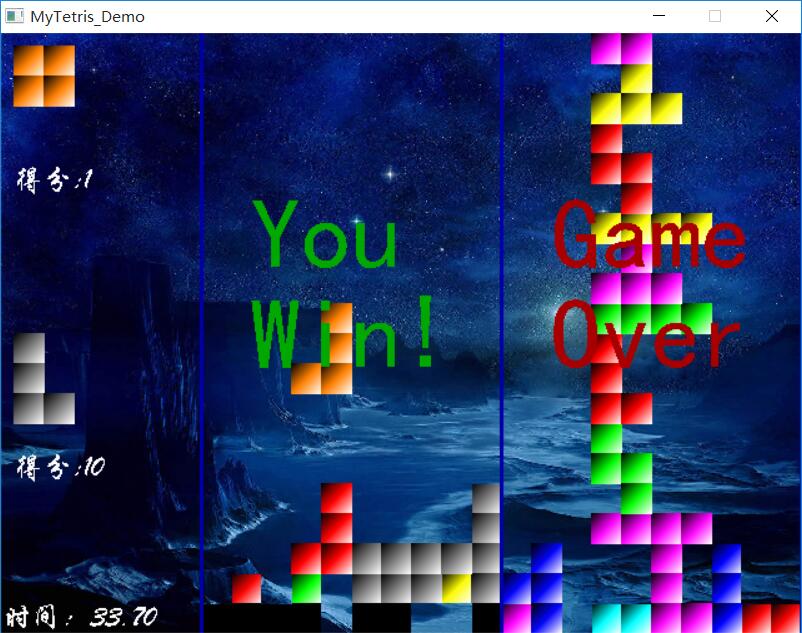 MyTetris_Demo
得分:1
You
Win!
Game
Over
得分:10
时间: 33.70